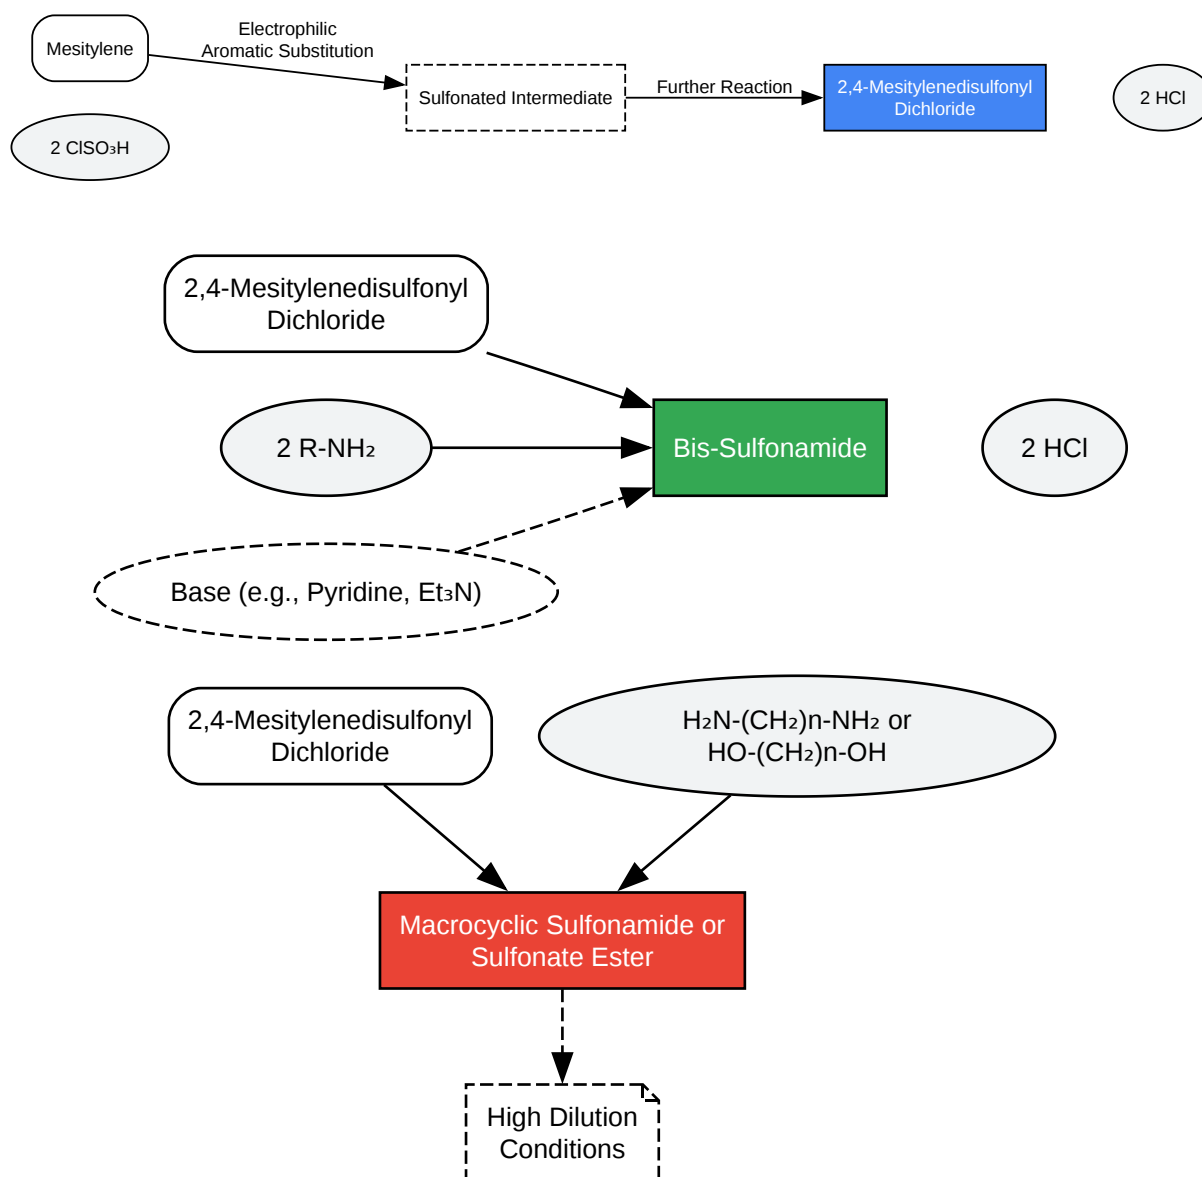 Mesitylene
Electrophilic
Aromatic Substitution
2 ClSO₃H
Sulfonated Intermediate
Further Reaction
2,4-Mesitylenedisulfonyl
Dichloride
2 HCl
2,4-Mesitylenedisulfonyl
Dichloride
2 R-NH₂
Base (e.g., Pyridine, Et₃N)
Bis-Sulfonamide
2 HCl
2,4-Mesitylenedisulfonyl
Dichloride
H₂N-(CH₂)n-NH₂ or
HO-(CH₂)n-OH
Macrocyclic Sulfonamide or
Sulfonate Ester
High Dilution
Conditions